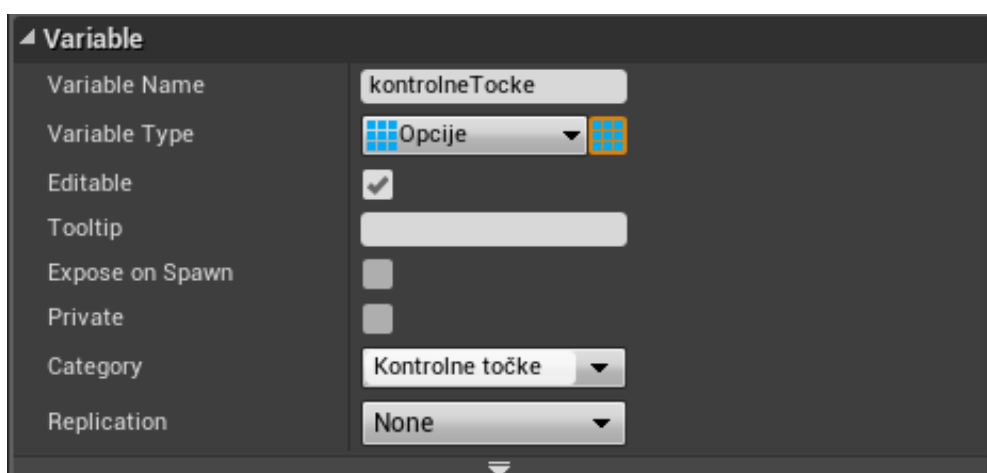 Variable
Variable Name kontrolneTocke
Variable Type Opcije
Editable
Tooltip
Expose on Spawn
Private
Category Kontrolne točke
Replication None